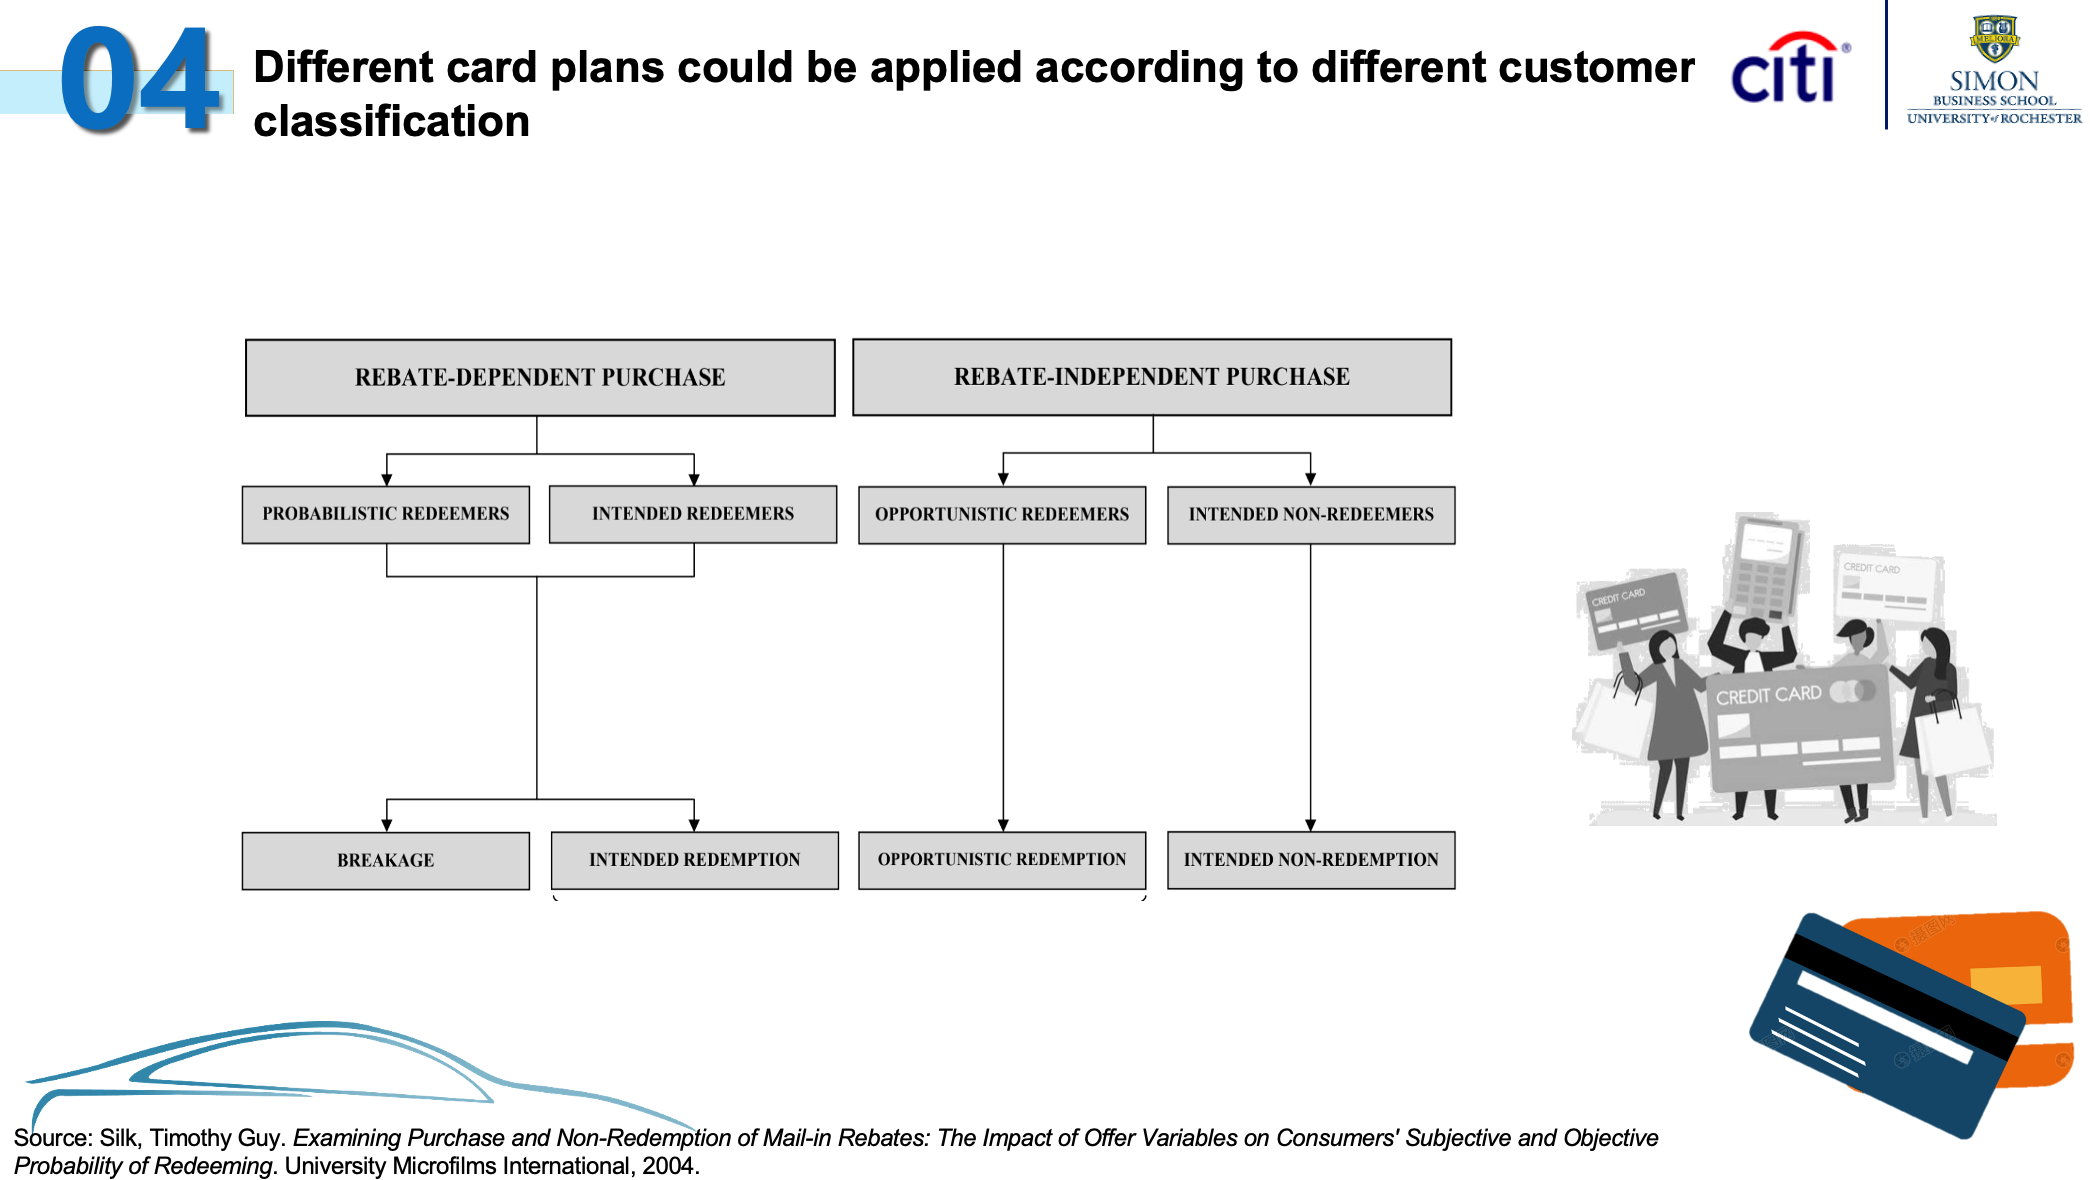 04
Different card plans could be applied according to different customer
classification
citi®
MELIORA
SIMON
BUSINESS SCHOOL
UNIVERSITY of ROCHESTER
REBATE-DEPENDENT PURCHASE
REBATE-INDEPENDENT PURCHASE
PROBABILISTIC REDEEMERS
INTENDED REDEEMERS
OPPORTUNISTIC REDEEMERS
INTENDED NON-REDEEMERS
BREAKAGE
INTENDED REDEMPTION
OPPORTUNISTIC REDEMPTION
INTENDED NON-REDEMPTION
CREDIT CARD
CREDIT CARD
CREDIT CARD
摄图网
Source: Silk, Timothy Guy. Examining Purchase and Non-Redemption of Mail-in Rebates: The Impact of Offer Variables on Consumers' Subjective and Objective
Probability of Redeeming. University Microfilms International, 2004.